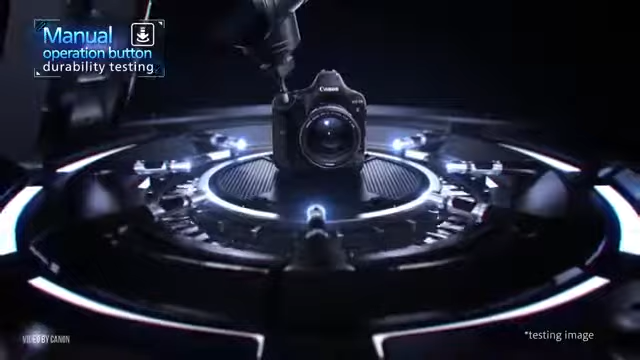 Manual
operation button
durability testing
Canon
VIDEO BY CANON
*testing image